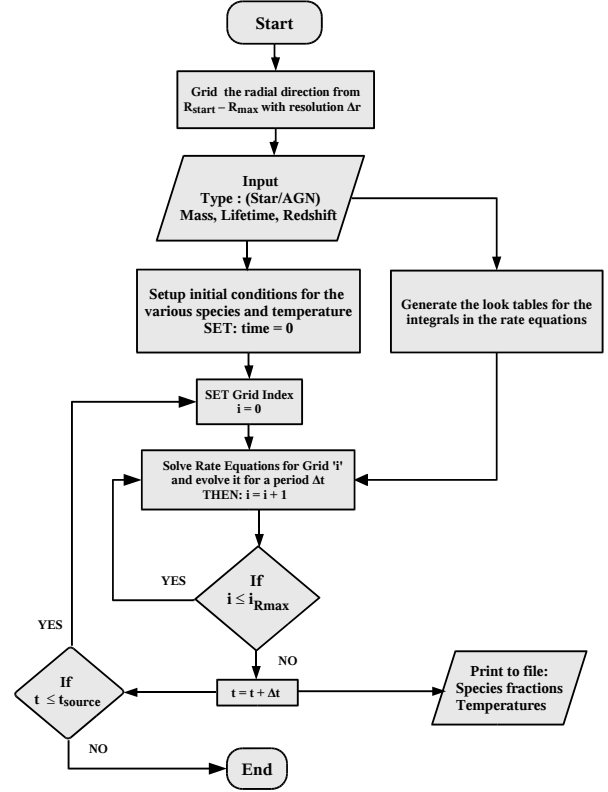 Start
Grid the radial direction from
Rstart – Rmax with resolution Δr
Input
Type : (Star/AGN)
Mass, Lifetime, Redshift
Setup initial conditions for the
various species and temperature
SET: time = 0
Generate the look tables for the
integrals in the rate equations
SET Grid Index
i = 0
Solve Rate Equations for Grid 'i'
and evolve it for a period Δt
THEN: i = i + 1
YES
If
i ≤ iRmax
YES
NO
If
t ≤ tsource
t = t + Δt
Print to file:
Species fractions
Temperatures
NO
End